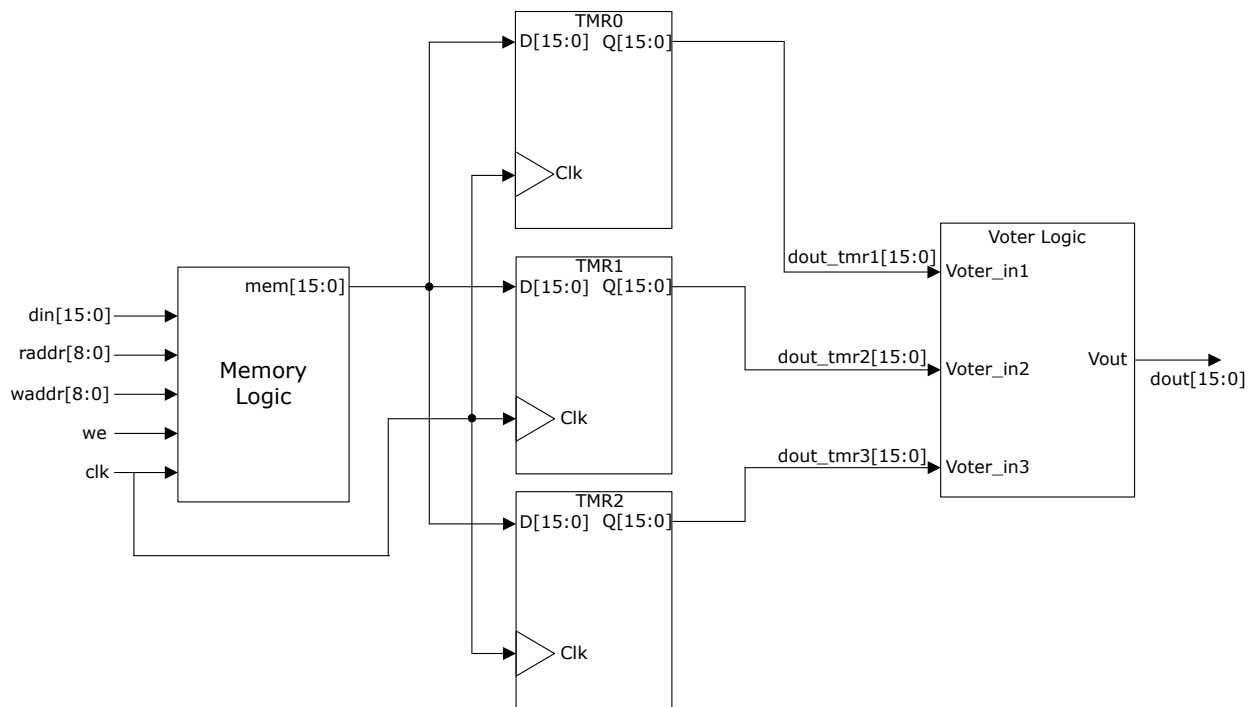 TMR0
D[15:0] Q[15:0]
Clk
Voter Logic
dout_tmr1[15:0]
Voter_in1
TMR1
mem[15:0]
D[15:0] Q[15:0]
din[15:0]
raddr[8:0]
Memory
Logic
dout_tmr2[15:0]
Voter_in2
Vout
dout[15:0]
waddr[8:0]
Clk
we
clk
dout_tmr3[15:0]
Voter_in3
TMR2
D[15:0] Q[15:0]
Clk